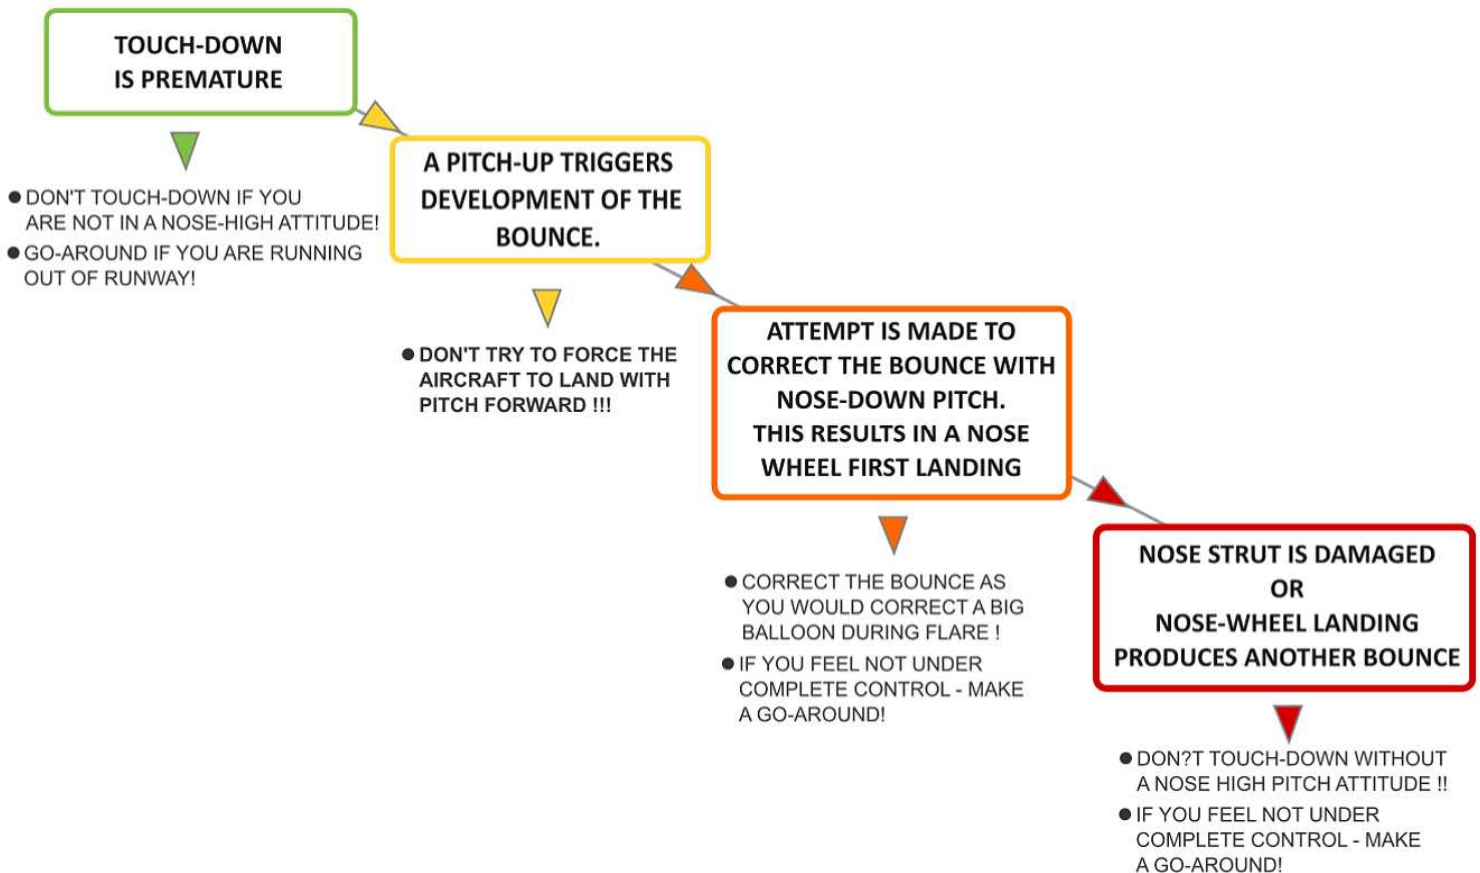 TOUCH-DOWN
IS PREMATURE
● DON'T TOUCH-DOWN IF YOU
ARE NOT IN A NOSE-HIGH ATTITUDE!
● GO-AROUND IF YOU ARE RUNNING
OUT OF RUNWAY!
A PITCH-UP TRIGGERS
DEVELOPMENT OF THE
BOUNCE.
● DON'T TRY TO FORCE THE
AIRCRAFT TO LAND WITH
PITCH FORWARD !!!
ATTEMPT IS MADE TO
CORRECT THE BOUNCE WITH
NOSE-DOWN PITCH.
THIS RESULTS IN A NOSE
WHEEL FIRST LANDING
● CORRECT THE BOUNCE AS
YOU WOULD CORRECT A BIG
BALLOON DURING FLARE !
● IF YOU FEEL NOT UNDER
COMPLETE CONTROL - MAKE
A GO-AROUND!
NOSE STRUT IS DAMAGED
OR
NOSE-WHEEL LANDING
PRODUCES ANOTHER BOUNCE
● DON?T TOUCH-DOWN WITHOUT
A NOSE HIGH PITCH ATTITUDE !!
● IF YOU FEEL NOT UNDER
COMPLETE CONTROL - MAKE
A GO-AROUND!